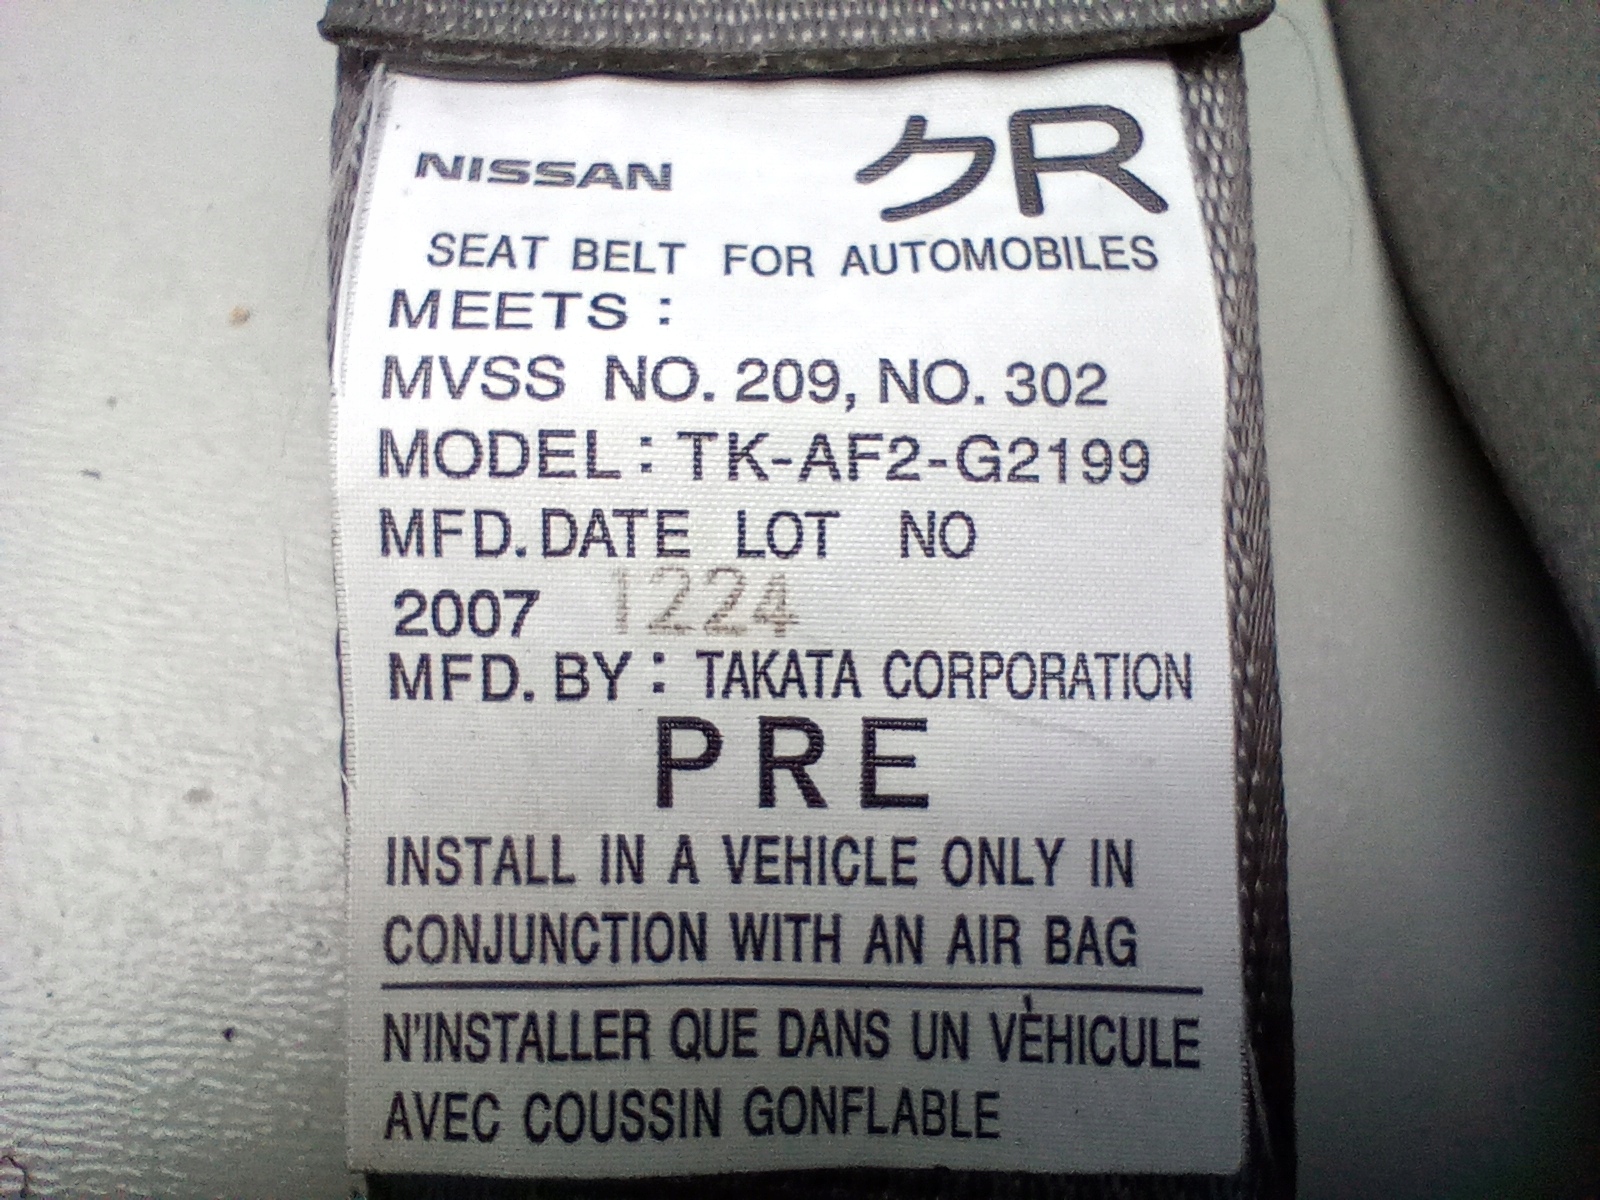 NISSAN クR
SEAT BELT FOR AUTOMOBILES
MEETS :
MVSS NO. 209, NO. 302
MODEL : TK-AF2-G2199
MFD. DATE LOT NO
2007 1224
MFD. BY : TAKATA CORPORATION
PRE
INSTALL IN A VEHICLE ONLY IN
CONJUNCTION WITH AN AIR BAG
N'INSTALLER QUE DANS UN VÈHICULE
AVEC COUSSIN GONFLABLE